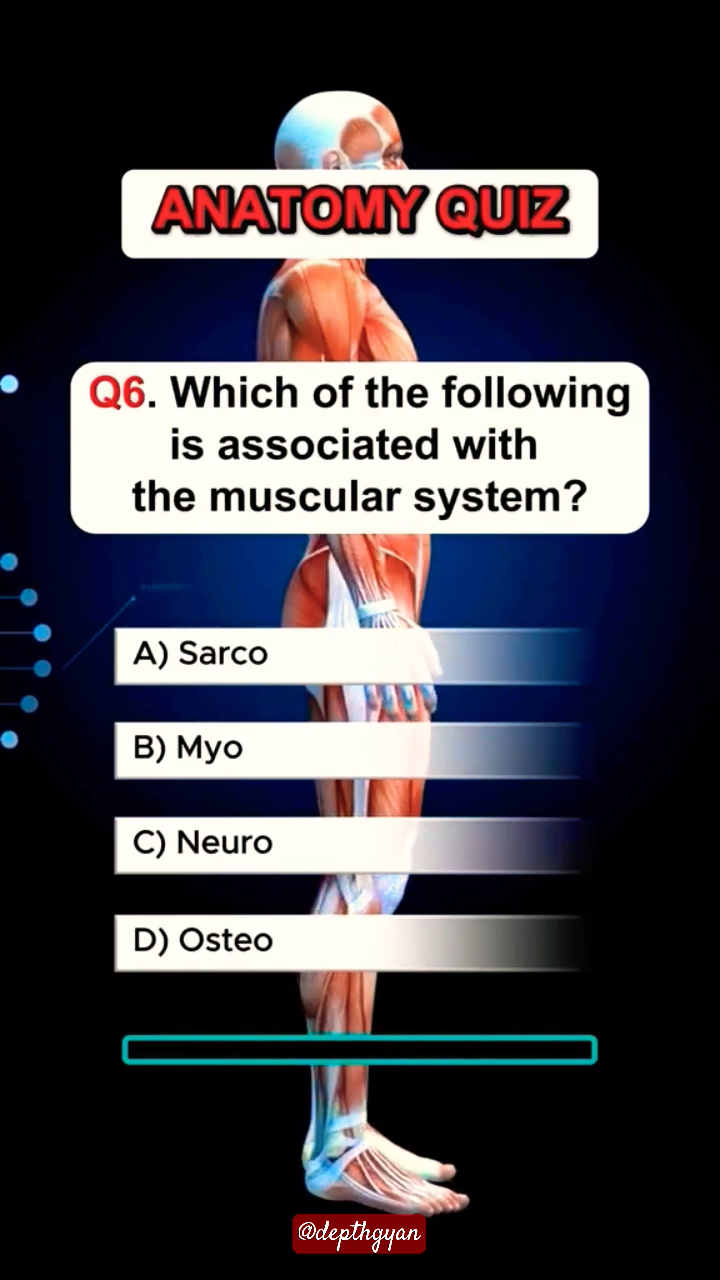 ANATOMY QUIZ
Q6. Which of the following
is associated with
the muscular system?
A) Sarco
B) Myo
C) Neuro
D) Osteo
@depthgyan